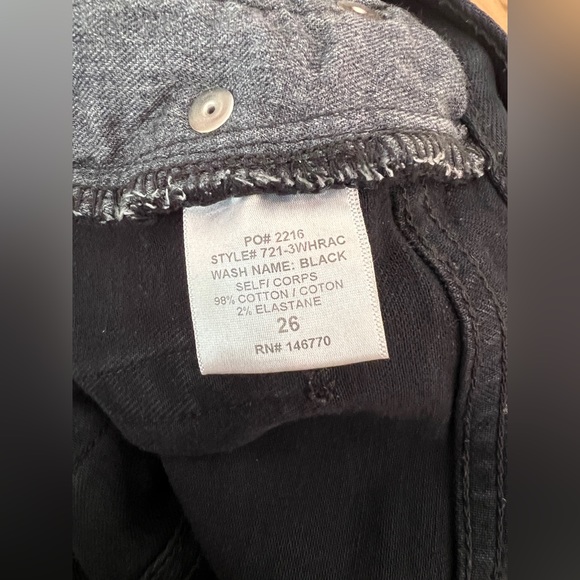 PO# 2216
STYLE# 721-3WHRAC
WASH NAME: BLACK
SELF/ CORPS
98% COTTON / COTON
2% ELASTANE
26
RN# 146770